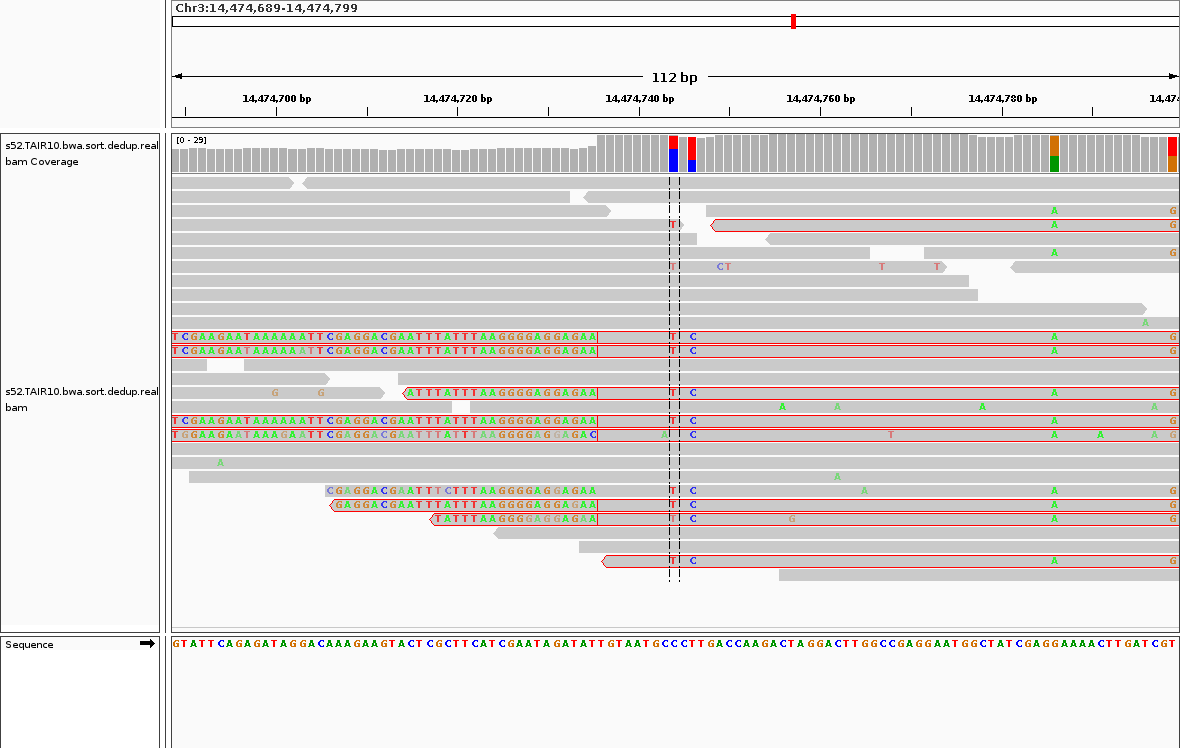 Chr3:14,474,689-14,474,799
112 bp
14,474,700 bp 14,474,720 bp 14,474,740 bp 14,474,760 bp 14,474,780 bp 14,474
s52.TAIR10.bwa.sort.dedup.real
bam Coverage
[0 - 29]
A G
T A G
A G
T CT T T
A
TCGAAGAATAAAAAATTCGAGGACGAATTTATTTAAGGGGAGGAGAA T C A G
TCGAAGAATAAAAAATTCGAGGACGAATTTATTTAAGGGGAGGAGAA T C A G
s52.TAIR10.bwa.sort.dedup.real
bam
G G ATTTATTTAAGGGGAGGAGAA T C A G
A A A A
TCGAAGAATAAAAAATTCGAGGACGAATTTATTTAAGGGGAGGAGAA T C A G
TGGAAGAATAAAGAATTCGAGGACGAATTTATTTAAGGGGAGGAGAC A C T A A A G
A
A
CGAGGACGAATTTCTTTAAGGGGAGGAGAA T C A A G
GAGGACGAATTTATTTAAGGGGAGGAGAA T C A G
TATTTAAGGGGAGGAGAA T C G A G
T C A G
Sequence
GTATTCAGAGATAGGACAAAGAAGTACTCGCTTCATCGAATAGATATTGTAATGCCCTTGACCAAGACTAGGACTTGGCCGAGGAATGGCTATCGAGGAAAACTTGATCGT